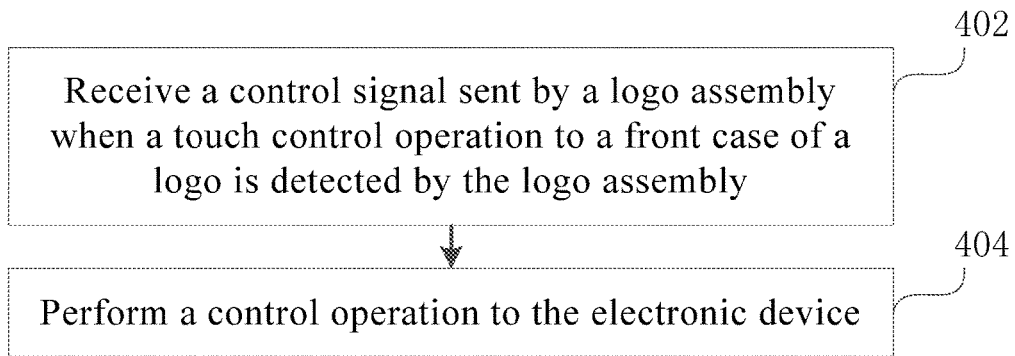 402
Receive a control signal sent by a logo assembly
when a touch control operation to a front case of a
logo is detected by the logo assembly
404
Perform a control operation to the electronic device